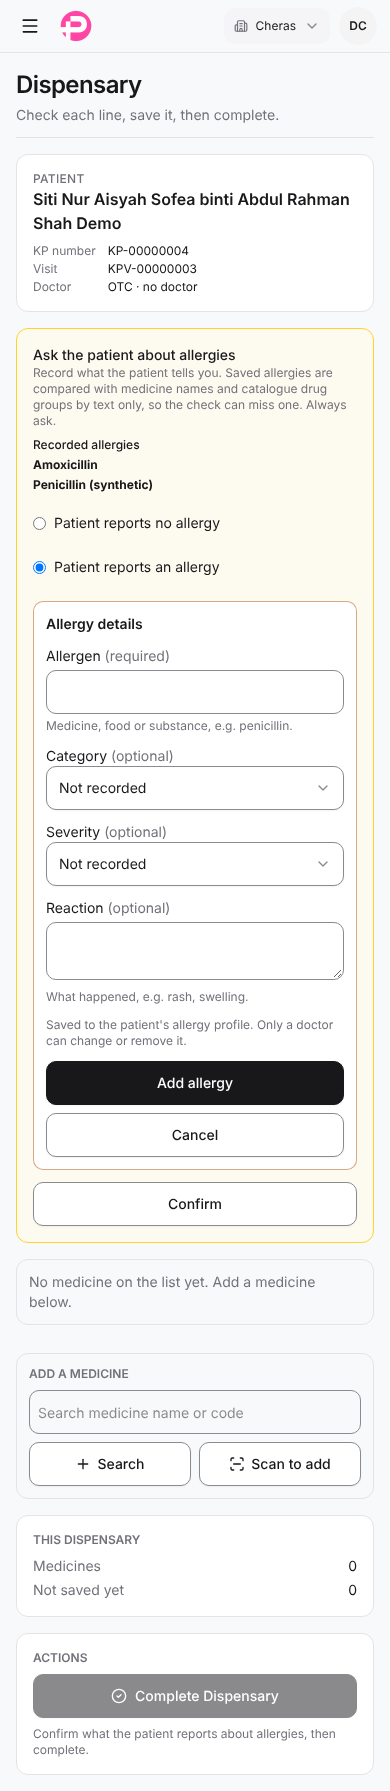 Cheras
DC
Dispensary
Check each line, save it, then complete.
PATIENT
Siti Nur Aisyah Sofea binti Abdul Rahman
Shah Demo
KP number KP-00000004
Visit KPV-00000003
Doctor OTC · no doctor
Ask the patient about allergies
Record what the patient tells you. Saved allergies are
compared with medicine names and catalogue drug
groups by text only, so the check can miss one. Always
ask.
Recorded allergies
Amoxicillin
Penicillin (synthetic)
Patient reports no allergy
Patient reports an allergy
Allergy details
Allergen (required)
Medicine, food or substance, e.g. penicillin.
Category (optional)
Not recorded
Severity (optional)
Not recorded
Reaction (optional)
What happened, e.g. rash, swelling.
Saved to the patient's allergy profile. Only a doctor
can change or remove it.
Add allergy
Cancel
Confirm
No medicine on the list yet. Add a medicine
below.
ADD A MEDICINE
Search medicine name or code
Search
Scan to add
THIS DISPENSARY
Medicines 0
Not saved yet 0
ACTIONS
Complete Dispensary
Confirm what the patient reports about allergies, then
complete.